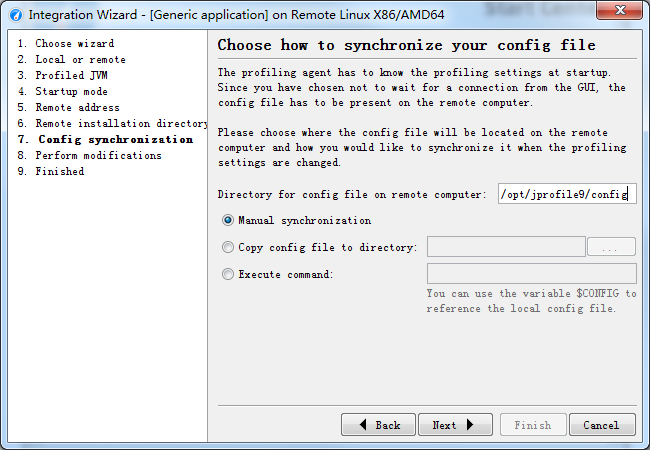 Start Cente
Integration Wizard - [Generic application] on Remote Linux X86/AMD64
1. Choose wizard
2. Local or remote
3. Profiled JVM
4. Startup mode
5. Remote address
6. Remote installation directory
7. Config synchronization
8. Perform modifications
9. Finished
Choose how to synchronize your config file
The profiling agent has to know the profiling settings at startup.
Since you have chosen not to wait for a connection from the GUI, the
config file has to be present on the remote computer.
Please choose where the config file will be located on the remote
computer and how you would like to synchronize it when the profiling
settings are changed.
Directory for config file on remote computer: /opt/jprofile9/config
Manual synchronization
Copy config file to directory: ...
Execute command:
You can use the variable $CONFIG to
reference the local config file.
Back Next Finish Cancel